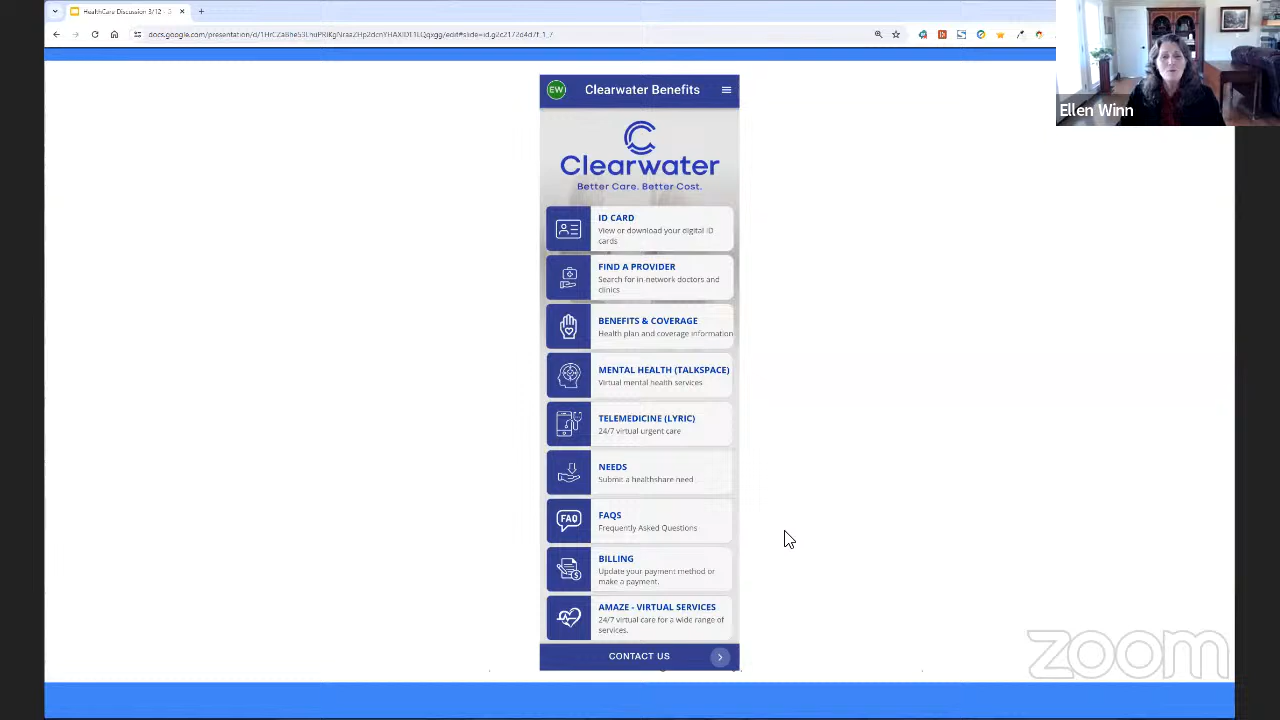 HealthCare Discussion 3/12 - S
Ellen Winn
EW
Clearwater Benefits
Clearwater
Better Care. Better Cost.
ID CARD
View or download your digital ID
cards
FIND A PROVIDER
Search for in-network doctors and
clinics
BENEFITS & COVERAGE
Health plan and coverage information
MENTAL HEALTH (TALKSPACE)
Virtual mental health services
TELEMEDICINE (LYRIC)
24/7 virtual urgent care
NEEDS
Submit a healthshare need
FAQ
FAQS
Frequently Asked Questions
BILLING
Update your payment method or
make a payment.
AMAZE - VIRTUAL SERVICES
24/7 virtual care for a wide range of
services.
CONTACT US
zoom